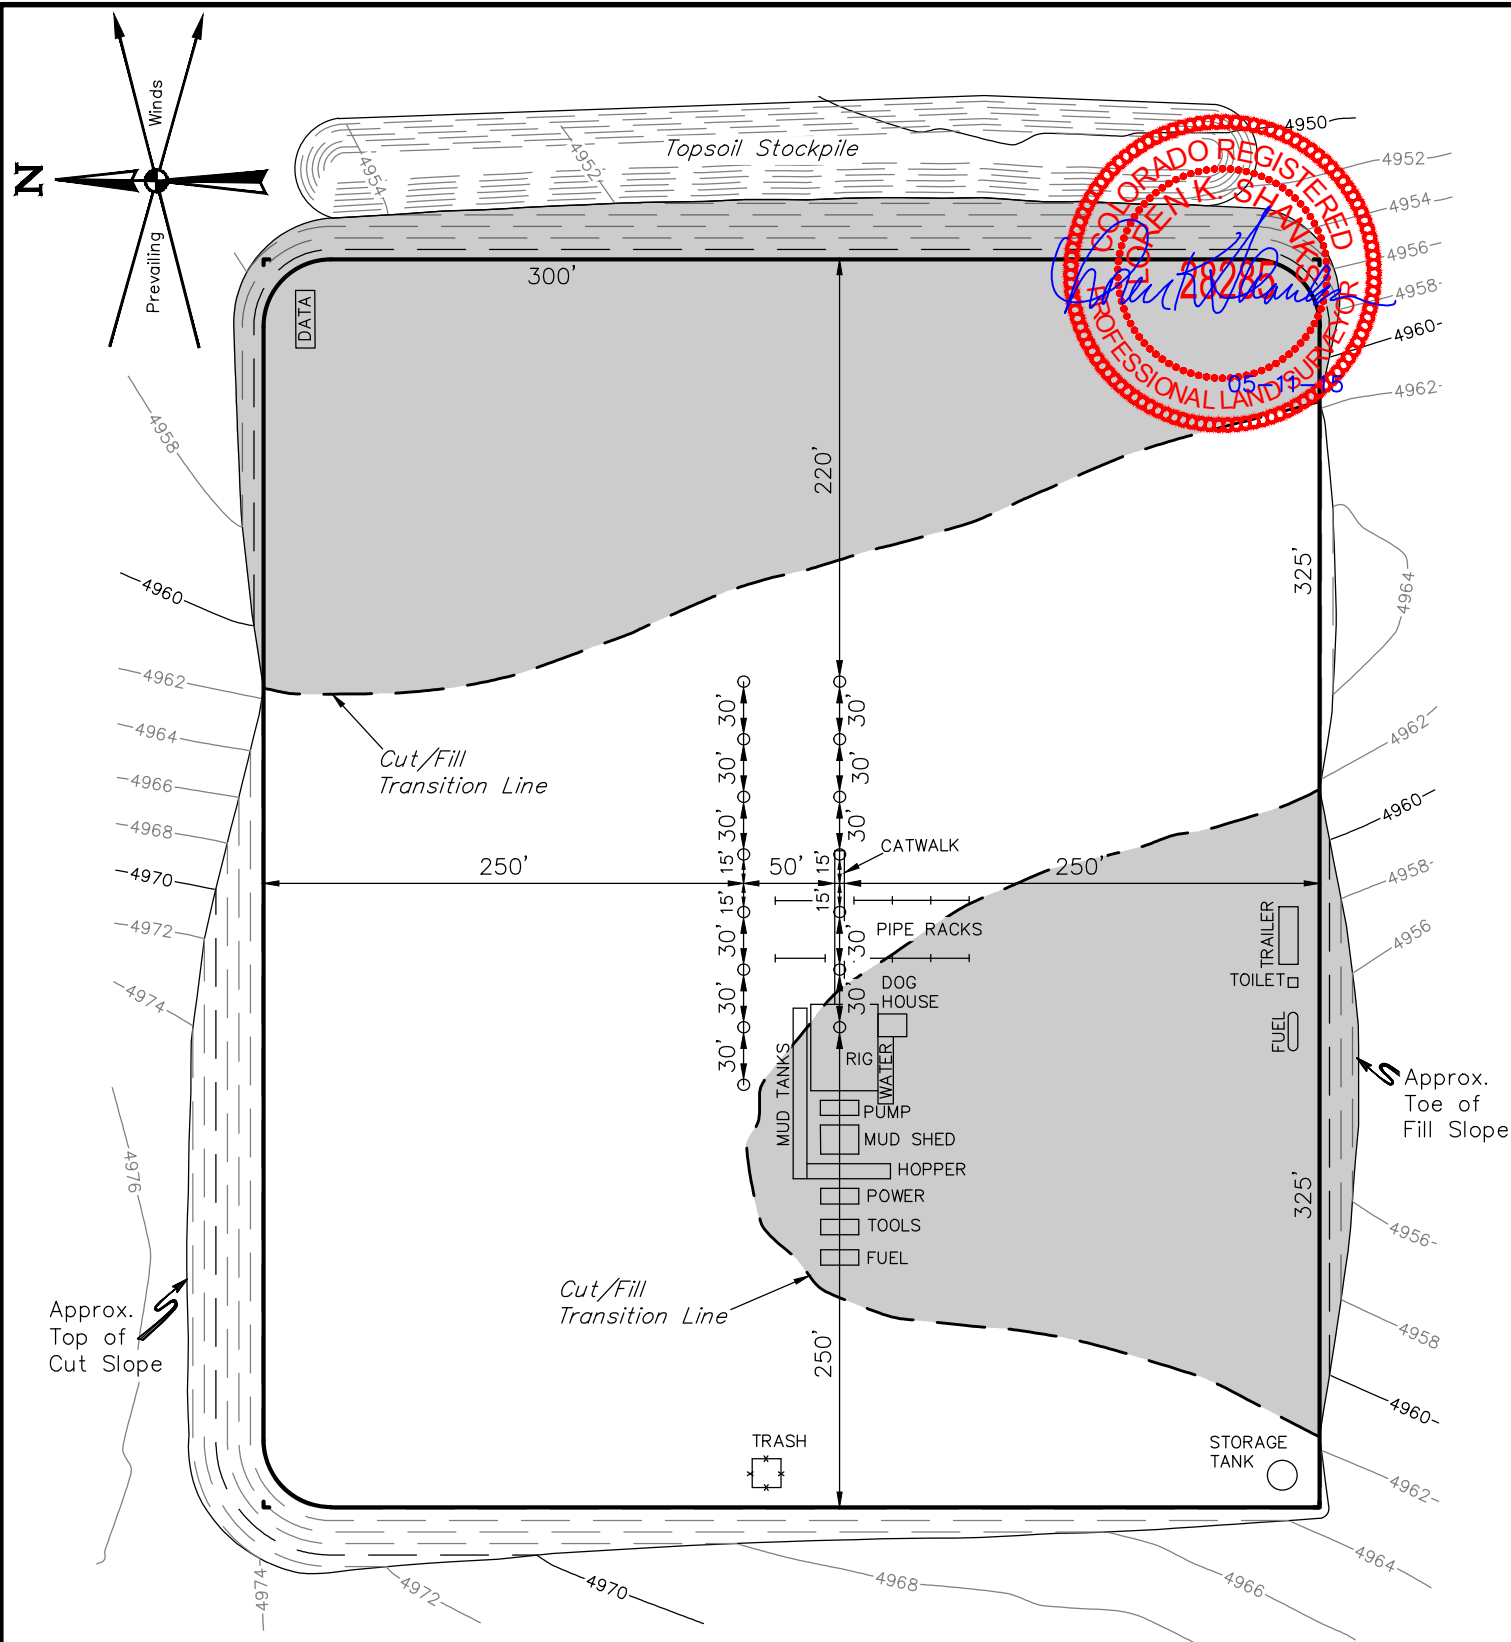 Winds
Prevailing
N
Topsoil Stockpile
4954
4952
4950
4952
4954
4956
4958
4960
4962
COLORADO REGISTERED
LOREN K. SHANKS
28285
PROFESSIONAL LAND SURVEYOR
05-11-15
300'
DATA
220'
325'
4958
4960
4962
4964
4966
4968
4970
4972
4974
4976
4964
4962
4960
4958
4956
Cut/Fill
Transition Line
30'
30'
30'
15'
15'
30'
30'
30'
30'
30'
30'
15'
15'
30'
30'
250'
50'
250'
CATWALK
PIPE RACKS
DOG
HOUSE
RIG
WATER
MUD TANKS
PUMP
MUD SHED
HOPPER
POWER
TOOLS
FUEL
TRAILER
TOILET
FUEL
Approx.
Toe of
Fill Slope
325'
4956
4958
4960
4962
4964
Approx.
Top of
Cut Slope
Cut/Fill
Transition Line
250'
TRASH
STORAGE
TANK
4974
4972
4970
4968
4966